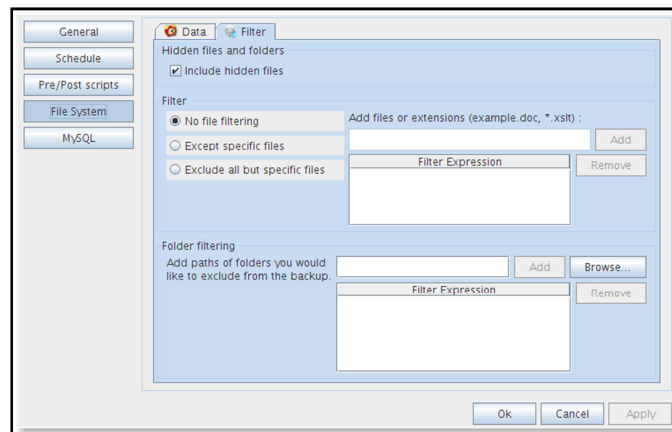 General
Schedule
Pre/Post scripts
File System
MySQL
Data
Filter
Hidden files and folders
Include hidden files
Filter
No file filtering
Except specific files
Exclude all but specific files
Add files or extensions (example.doc, *.xslt) :
Add
Filter Expression
Remove
Folder filtering
Add paths of folders you would
like to exclude from the backup.
Add
Browse...
Filter Expression
Remove
Ok
Cancel
Apply